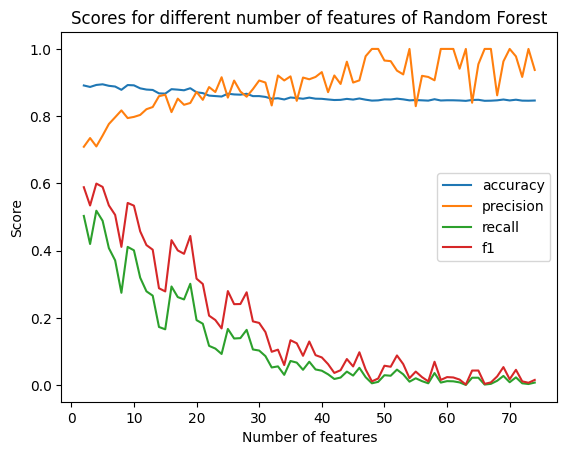 Scores for different number of features of Random Forest
1.0
0.8
0.6
0.4
0.2
0.0
Score
accuracy
precision
recall
f1
0 10 20 30 40 50 60 70
Number of features